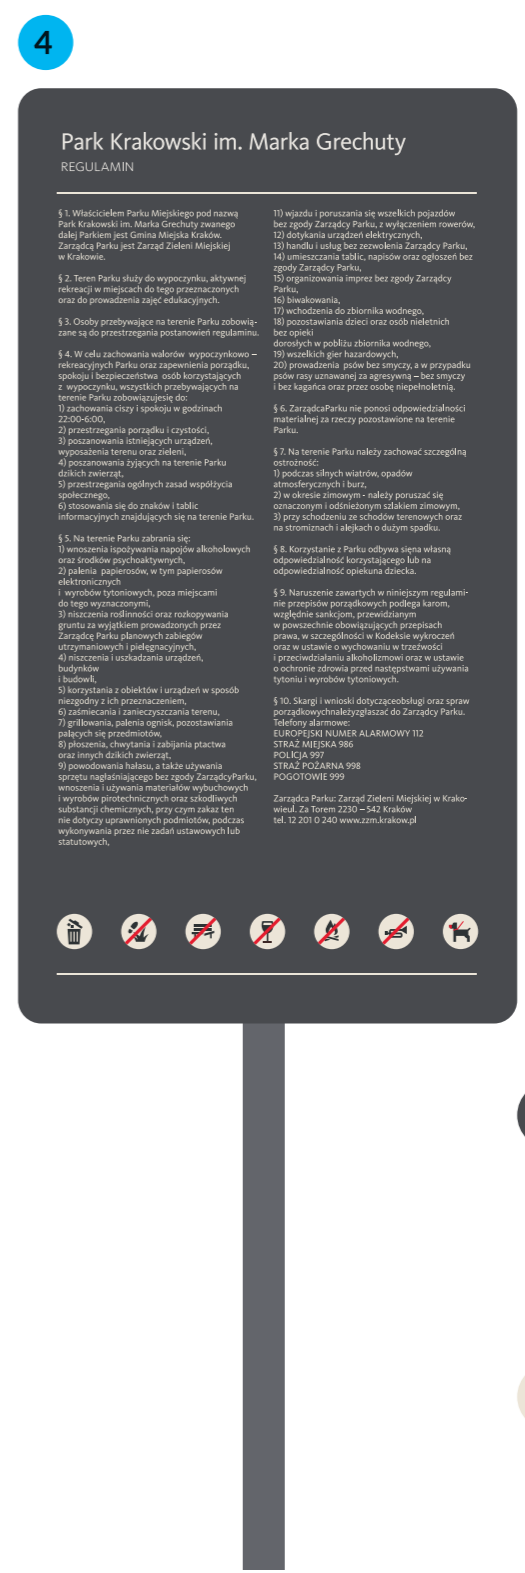 4
Park Krakowski im. Marka Grechuty
REGULAMIN
§ 1. Właścicielem Parku Miejskiego pod nazwą
Park Krakowski im. Marka Grechuty zwanego
dalej Parkiem jest Gmina Miejska Kraków.
Zarządcą Parku jest Zarząd Zieleni Miejskiej
w Krakowie.
§ 2. Teren Parku służy do wypoczynku, aktywnej
rekreacji w miejscach do tego przeznaczonych
oraz do prowadzenia zajęć edukacyjnych.
§ 3. Osoby przebywające na terenie Parku zobowią-
zane są do przestrzegania postanowień regulaminu.
§ 4. W celu zachowania walorów wypoczynkowo –
rekreacyjnych Parku oraz zapewnienia porządku,
spokoju i bezpieczeństwa osób korzystających
z wypoczynku, wszystkich przebywających na
terenie Parku zobowiązujesię do:
1) zachowania ciszy i spokoju w godzinach
22:00-6:00,
2) przestrzegania porządku i czystości,
3) poszanowania istniejących urządzeń,
wyposażenia terenu oraz zieleni,
4) poszanowania żyjących na terenie Parku
dzikich zwierząt,
5) przestrzegania ogólnych zasad współżycia
społecznego,
6) stosowania się do znaków i tablic
informacyjnych znajdujących się na terenie Parku.
§ 5. Na terenie Parku zabrania się:
1) wnoszenia ispożywania napojów alkoholowych
oraz środków psychoaktywnych,
2) palenia papierosów, w tym papierosów
elektronicznych
i wyrobów tytoniowych, poza miejscami
do tego wyznaczonymi,
3) niszczenia roślinności oraz rozkopywania
gruntu za wyjątkiem prowadzonych przez
Zarządcę Parku planowych zabiegów
utrzymaniowych i pielęgnacyjnych,
4) niszczenia i uszkadzania urządzeń,
budynków
i budowli,
5) korzystania z obiektów i urządzeń w sposób
niezgodny z ich przeznaczeniem,
6) zaśmiecania i zanieczyszczania terenu,
7) grillowania, palenia ognisk, pozostawiania
palących się przedmiotów,
8) płoszenia, chwytania i zabijania ptactwa
oraz innych dzikich zwierząt,
9) powodowania hałasu, a także używania
sprzętu nagłaśniającego bez zgody ZarządcyParku,
wnoszenia i używania materiałów wybuchowych
i wyrobów pirotechnicznych oraz szkodliwych
substancji chemicznych, przy czym zakaz ten
nie dotyczy uprawnionych podmiotów, podczas
wykonywania przez nie zadań ustawowych lub
statutowych,
11) wjazdu i poruszania się wszelkich pojazdów
bez zgody Zarządcy Parku, z wyłączeniem rowerów,
12) dotykania urządzeń elektrycznych,
13) handlu i usług bez zezwolenia Zarządcy Parku,
14) umieszczania tablic, napisów oraz ogłoszeń bez
zgody Zarządcy Parku,
15) organizowania imprez bez zgody Zarządcy
Parku,
16) biwakowania,
17) wchodzenia do zbiornika wodnego,
18) pozostawiania dzieci oraz osób nieletnich
bez opieki
dorosłych w pobliżu zbiornika wodnego,
19) wszelkich gier hazardowych,
20) prowadzenia psów bez smyczy, a w przypadku
psów rasy uznawanej za agresywną – bez smyczy
i bez kagańca oraz przez osobę niepełnoletnią.
§ 6. ZarządcaParku nie ponosi odpowiedzialności
materialnej za rzeczy pozostawione na terenie
Parku.
§ 7. Na terenie Parku należy zachować szczególną
ostrożność:
1) podczas silnych wiatrów, opadów
atmosferycznych i burz,
2) w okresie zimowym - należy poruszać się
oznaczonym i odśnieżonym szlakiem zimowym,
3) przy schodzeniu ze schodów terenowych oraz
na stromiznach i alejkach o dużym spadku.
§ 8. Korzystanie z Parku odbywa sięna własną
odpowiedzialność korzystającego lub na
odpowiedzialność opiekuna dziecka.
§ 9. Naruszenie zawartych w niniejszym regulami-
nie przepisów porządkowych podlega karom,
względnie sankcjom, przewidzianym
w powszechnie obowiązujących przepisach
prawa, w szczególności w Kodeksie wykroczeń
oraz w ustawie o wychowaniu w trzeźwości
i przeciwdziałaniu alkoholizmowi oraz w ustawie
o ochronie zdrowia przed następstwami używania
tytoniu i wyrobów tytoniowych.
§ 10. Skargi i wnioski dotycząceobsługi oraz spraw
porządkowychnależyzgłaszać do Zarządcy Parku.
Telefony alarmowe:
EUROPEJSKI NUMER ALARMOWY 112
STRAŻ MIEJSKA 986
POLICJA 997
STRAŻ POŻARNA 998
POGOTOWIE 999
Zarządca Parku: Zarząd Zieleni Miejskiej w Krako-
wieul. Za Torem 2230 – 542 Kraków
tel. 12 201 0 240 www.zzm.krakow.pl